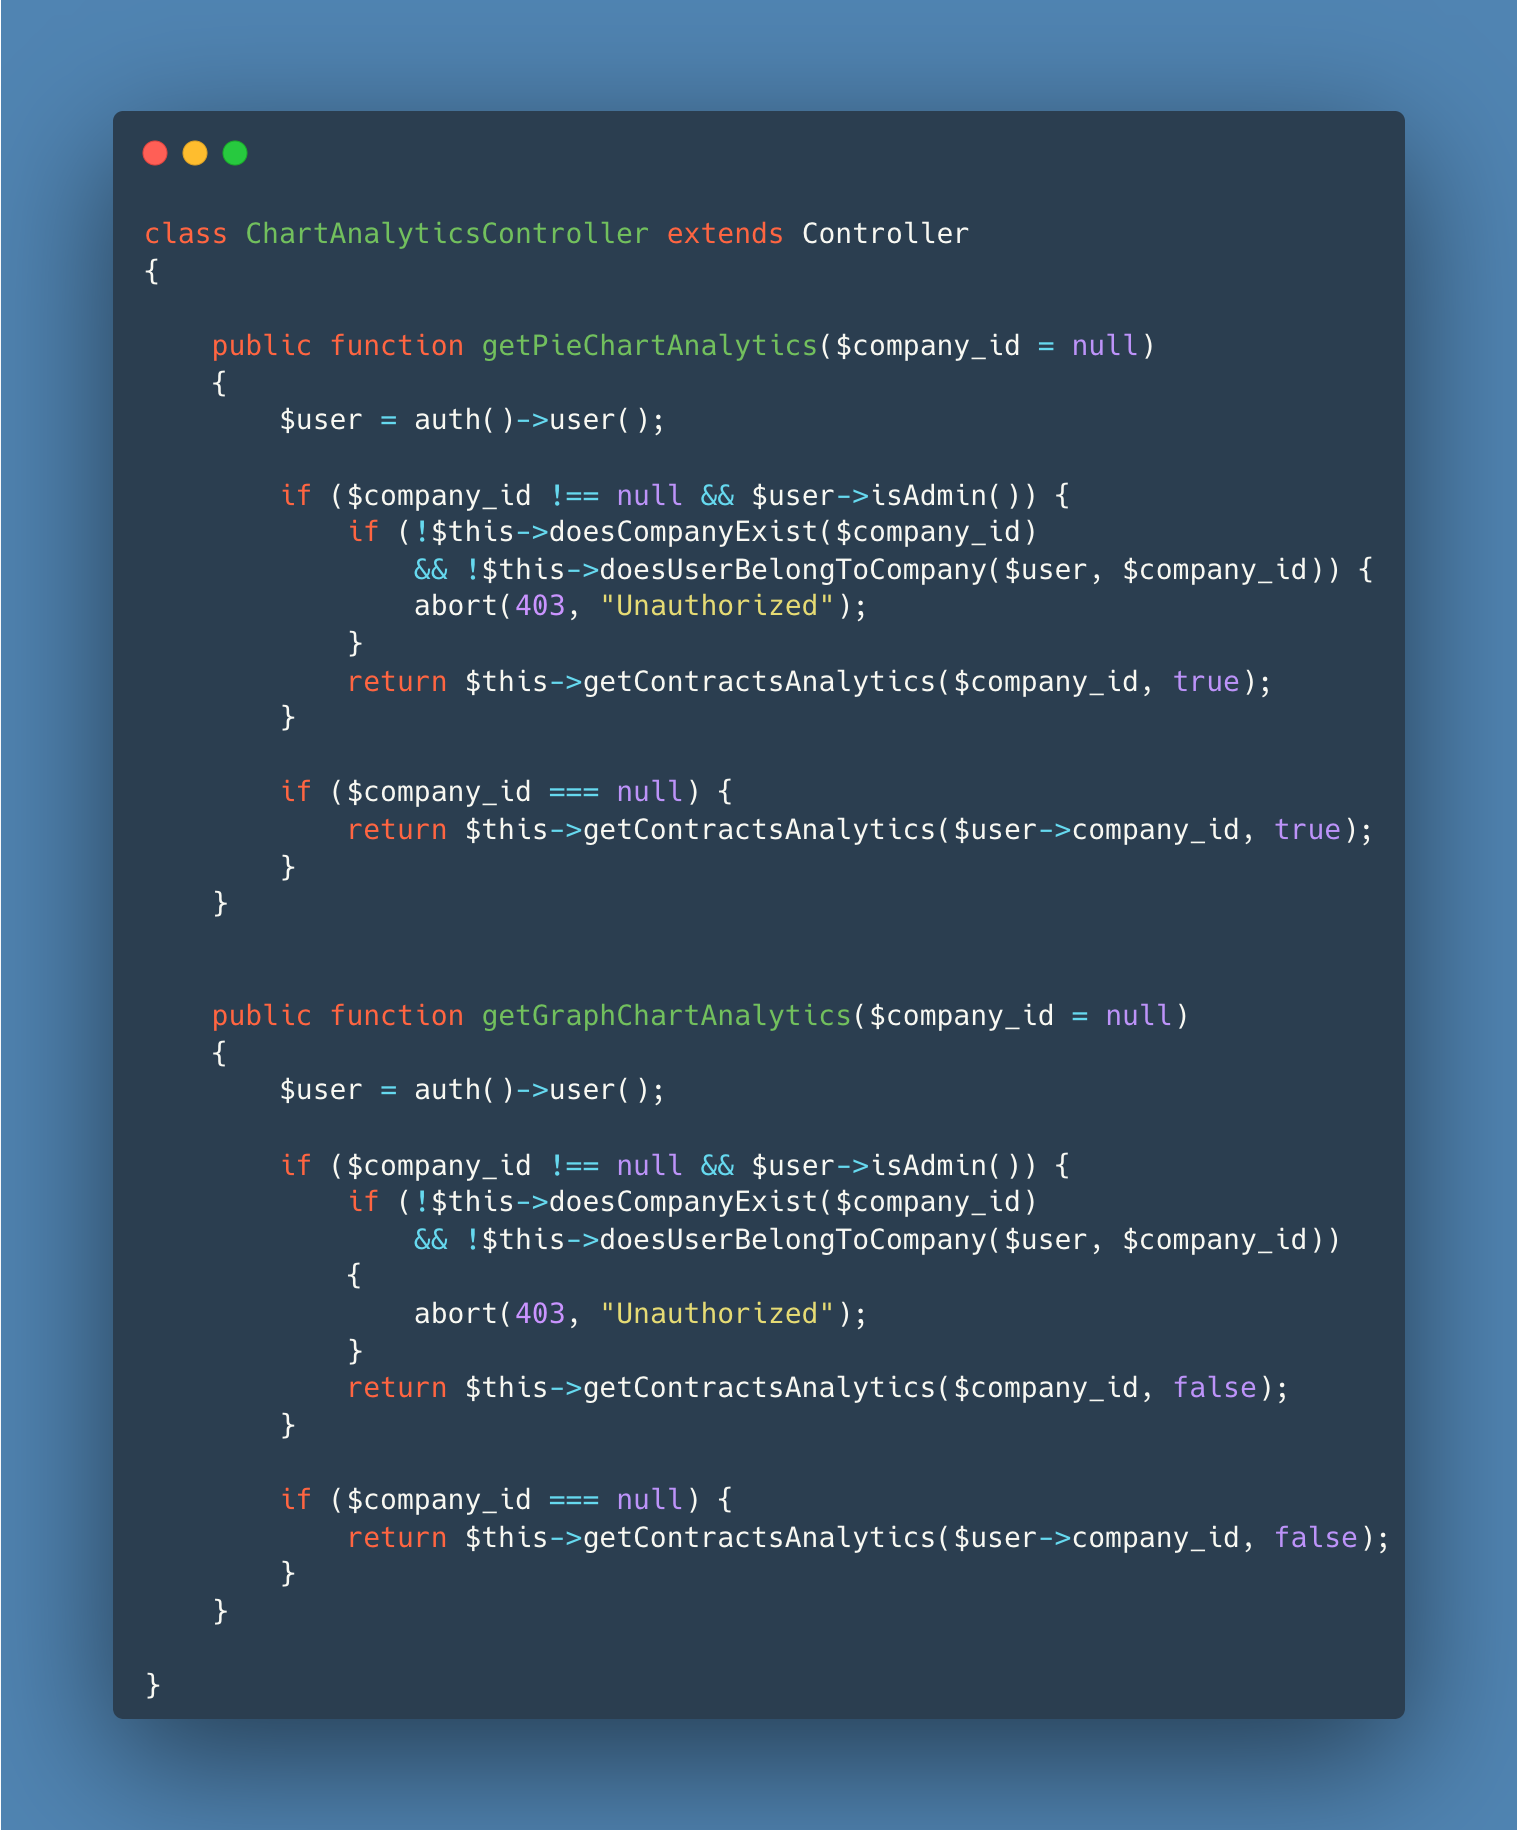 class ChartAnalyticsController extends Controller
{

    public function getPieChartAnalytics($company_id = null)
    {
        $user = auth()->user();

        if ($company_id !== null && $user->isAdmin()) {
            if (!$this->doesCompanyExist($company_id)
                && !$this->doesUserBelongToCompany($user, $company_id)) {
                abort(403, "Unauthorized");
            }
            return $this->getContractsAnalytics($company_id, true);
        }

        if ($company_id === null) {
            return $this->getContractsAnalytics($user->company_id, true);
        }
    }


    public function getGraphChartAnalytics($company_id = null)
    {
        $user = auth()->user();

        if ($company_id !== null && $user->isAdmin()) {
            if (!$this->doesCompanyExist($company_id)
                && !$this->doesUserBelongToCompany($user, $company_id))
            {
                abort(403, "Unauthorized");
            }
            return $this->getContractsAnalytics($company_id, false);
        }

        if ($company_id === null) {
            return $this->getContractsAnalytics($user->company_id, false);
        }
    }

}